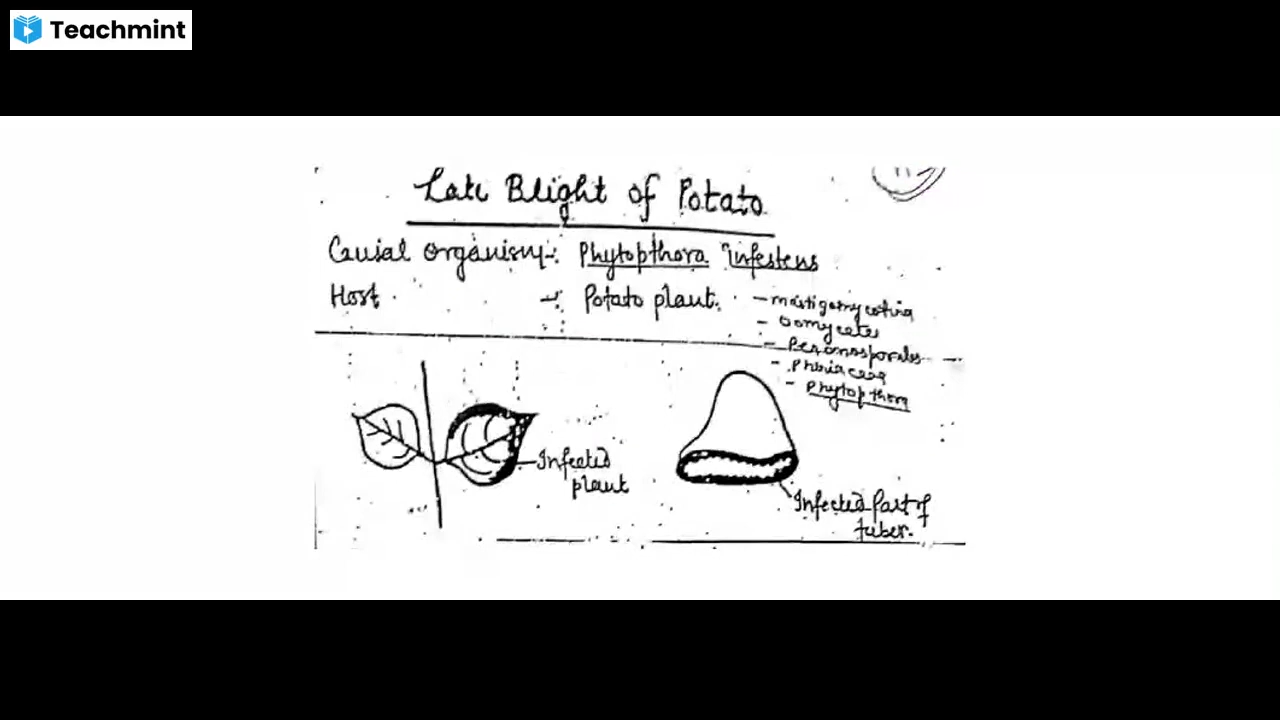 Teachmint
Late Blight of Potato
Causal Organism -: Phytopthora infestens
Host -: Potato plant.
- mastigomycotina
- Oomycetes
- Peronosporales
- Phytopthora
Infected
plant
Infected Part of
tuber.